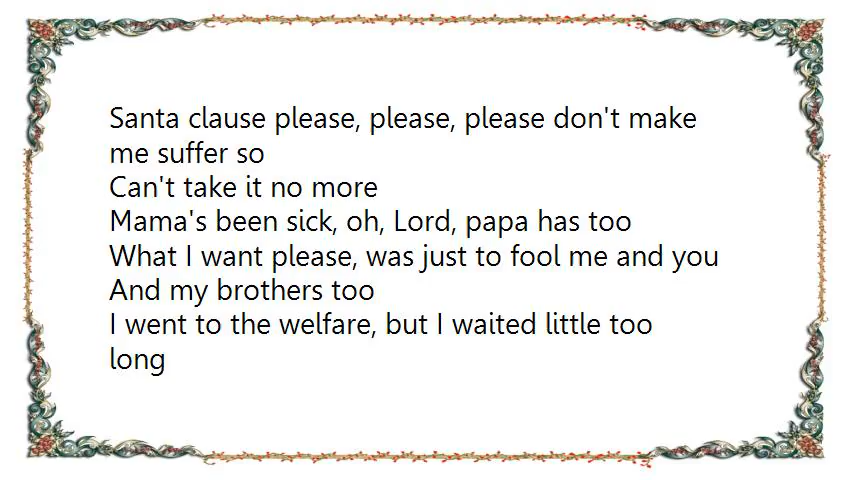 Santa clause please, please, please don't make
me suffer so
Can't take it no more
Mama's been sick, oh, Lord, papa has too
What I want please, was just to fool me and you
And my brothers too
I went to the welfare, but I waited little too
long